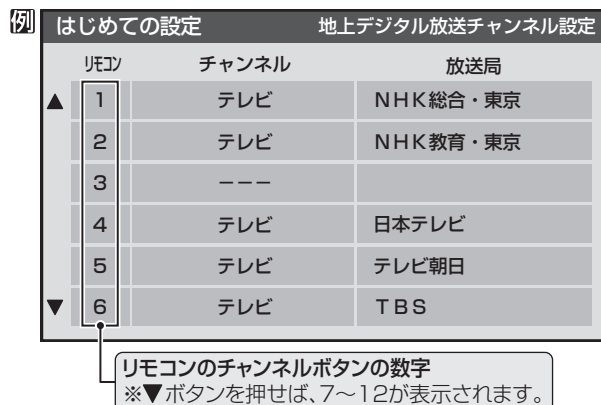 例
はじめての設定 地上デジタル放送チャンネル設定
リモコン チャンネル 放送局
▲ 1 テレビ NHK総合・東京
2 テレビ NHK教育・東京
3 −−−
4 テレビ 日本テレビ
5 テレビ テレビ朝日
▼ 6 テレビ TBS
リモコンのチャンネルボタンの数字
※▼ボタンを押せば、7〜12が表示されます。